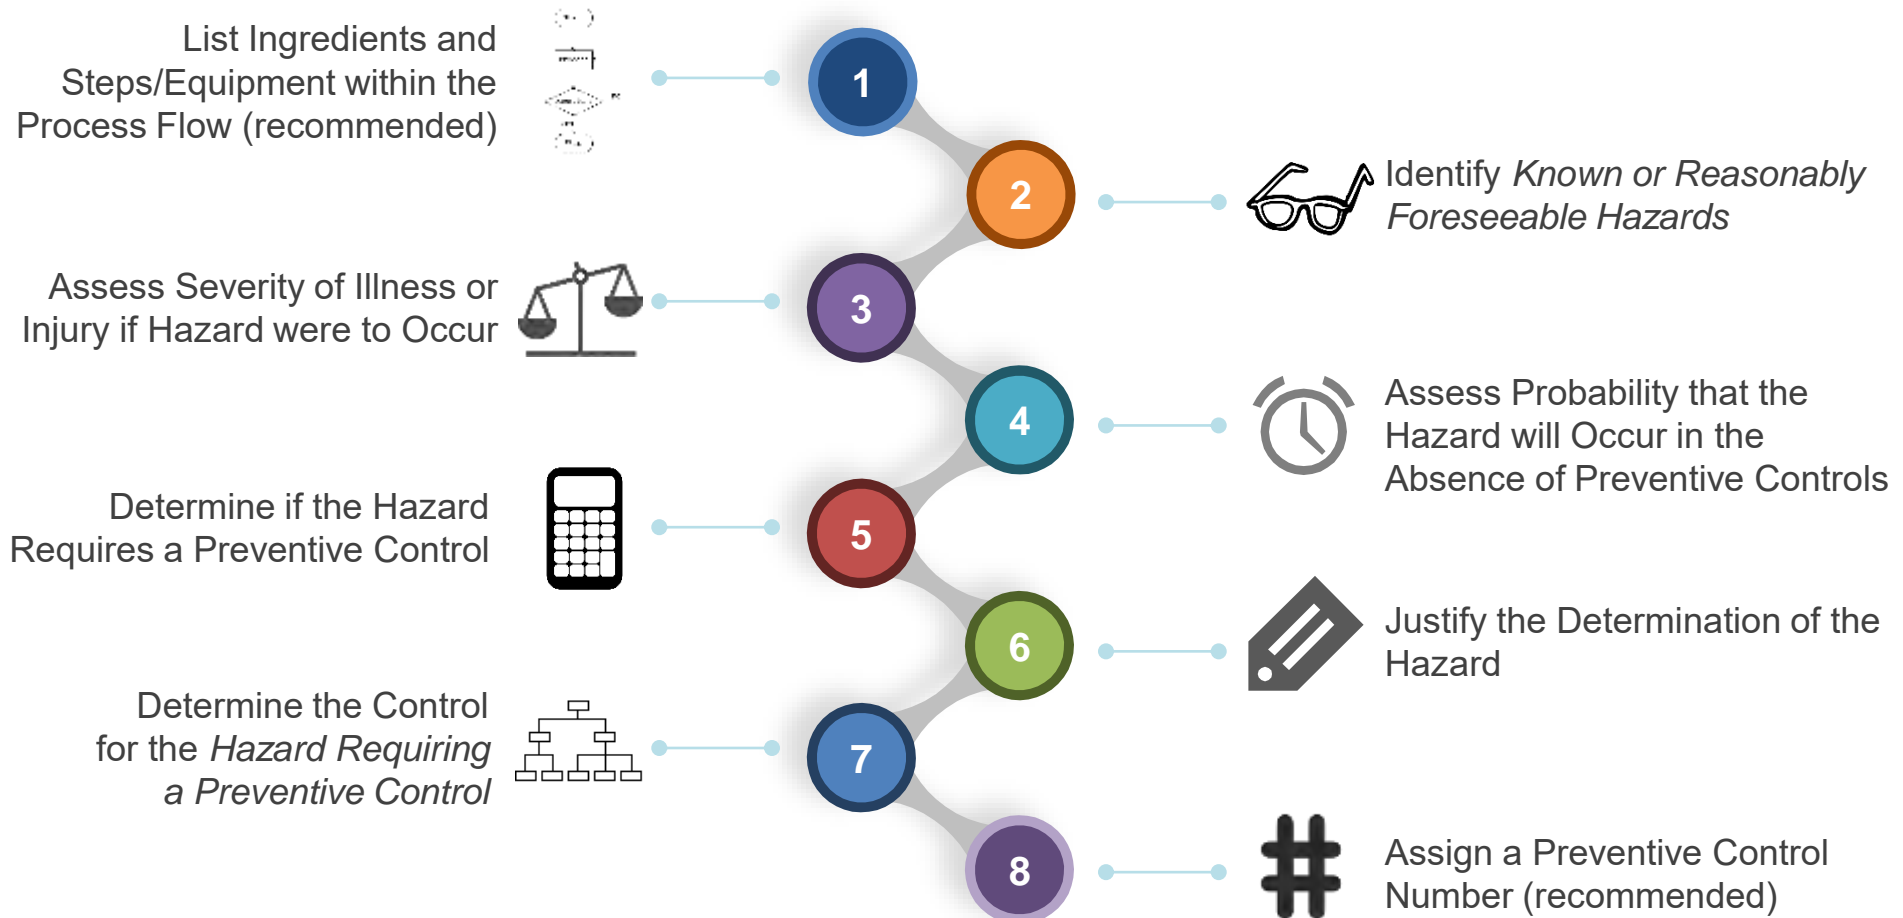 List Ingredients and
Steps/Equipment within the
Process Flow (recommended)
1
2
Identify Known or Reasonably
Foreseeable Hazards
Assess Severity of Illness or
Injury if Hazard were to Occur
3
4
Assess Probability that the
Hazard will Occur in the
Absence of Preventive Controls
Determine if the Hazard
Requires a Preventive Control
5
6
Justify the Determination of the
Hazard
Determine the Control
for the Hazard Requiring
a Preventive Control
7
8
#
Assign a Preventive Control
Number (recommended)